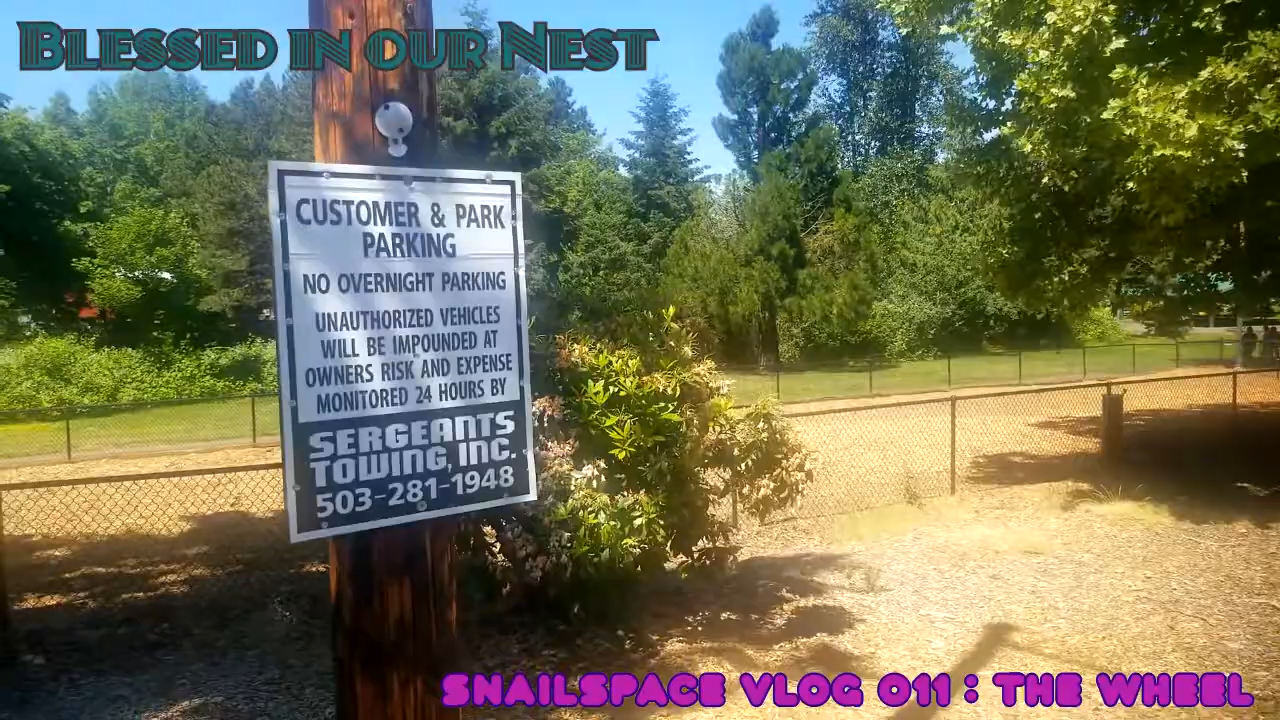 BLESSED IN OUR NEST
CUSTOMER & PARK
PARKING
NO OVERNIGHT PARKING
UNAUTHORIZED VEHICLES
WILL BE IMPOUNDED AT
OWNERS RISK AND EXPENSE
MONITORED 24 HOURS BY
SERGEANTS
TOWING, INC.
503-281-1948
SNAILSPACE VLOG 011 : THE WHEEL